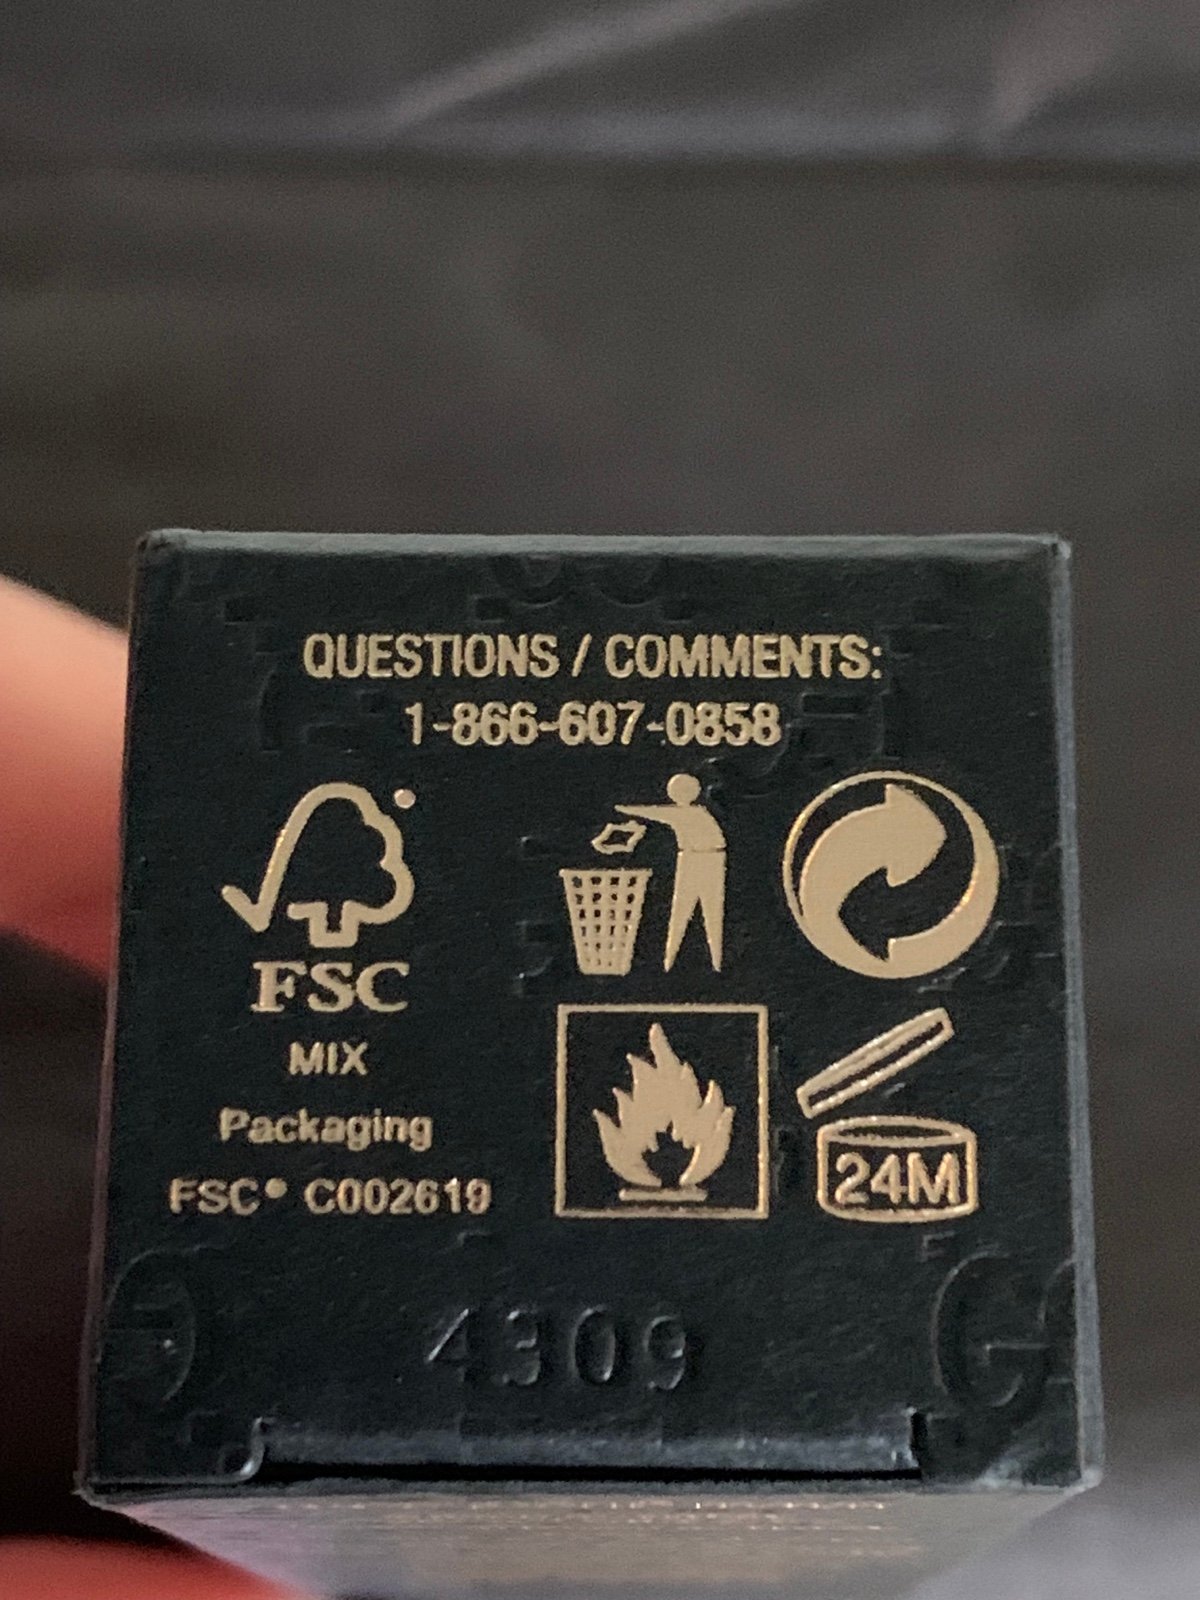 QUESTIONS / COMMENTS:
1-866-607-0858
FSC
MIX
Packaging
FSC® C002619
24M
4309